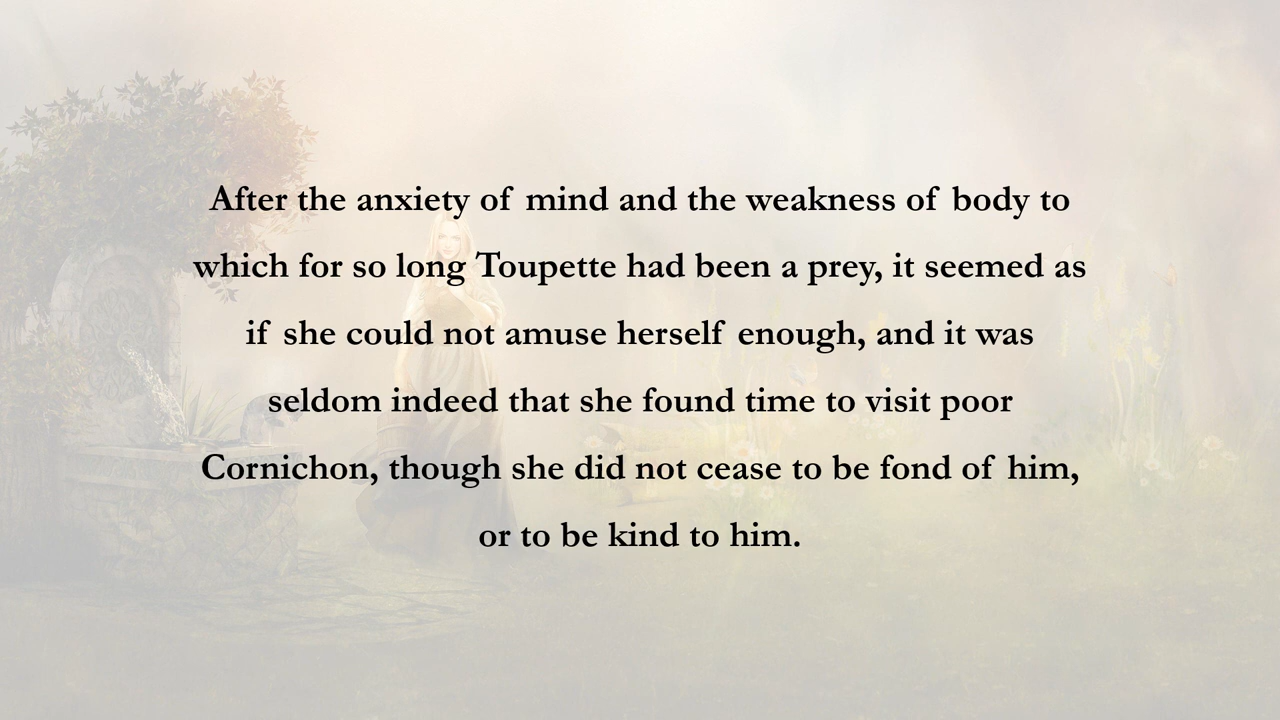 After the anxiety of mind and the weakness of body to
which for so long Toupette had been a prey, it seemed as
if she could not amuse herself enough, and it was
seldom indeed that she found time to visit poor
Cornichon, though she did not cease to be fond of him,
or to be kind to him.